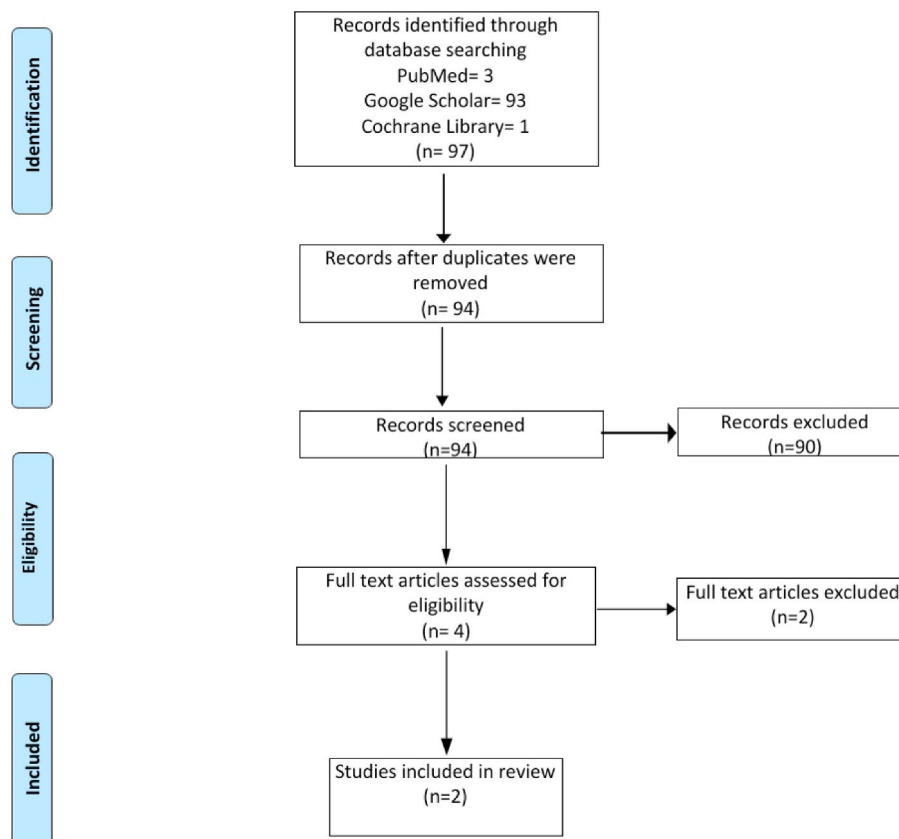 Identification
Records identified through
database searching
PubMed= 3
Google Scholar= 93
Cochrane Library= 1
(n= 97)
Screening
Records after duplicates were
removed
(n= 94)
Records screened
(n=94)
Records excluded
(n=90)
Eligibility
Full text articles assessed for
eligibility
(n= 4)
Full text articles excluded
(n=2)
Included
Studies included in review
(n=2)